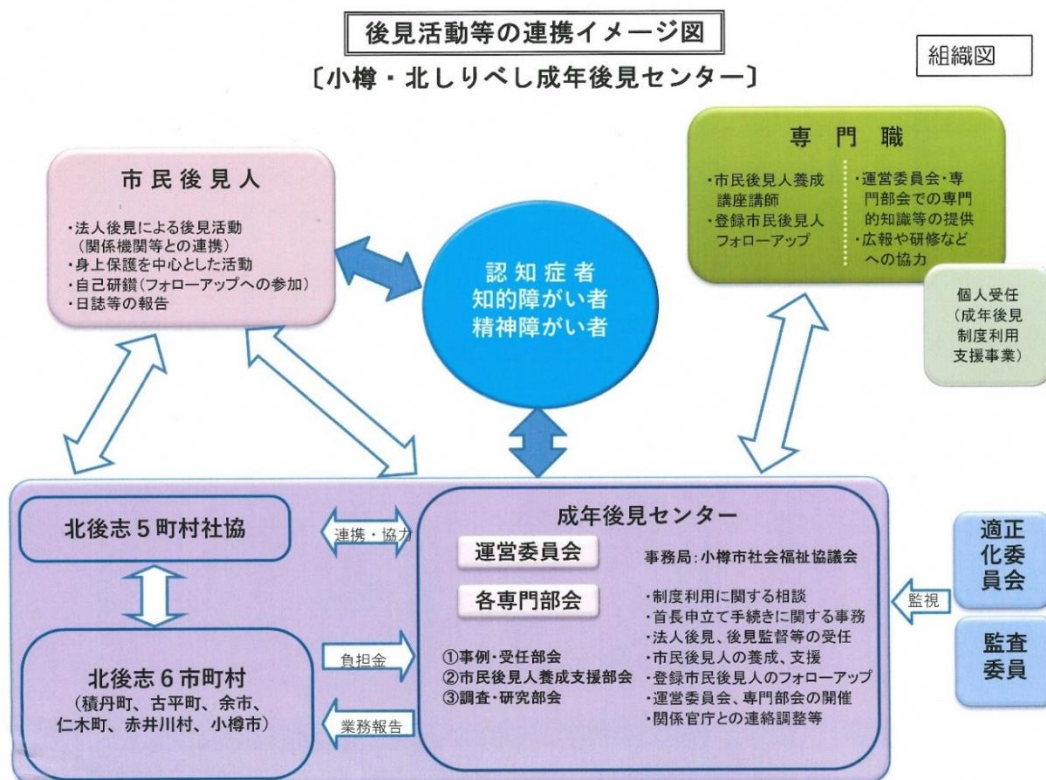 後見活動等の連携イメージ図
〔小樽・北しりべし成年後見センター〕
組織図
市民後見人
・法人後見による後見活動
(関係機関等との連携)
・身上保護を中心とした活動
・自己研鑽(フォローアップへの参加)
・日誌等の報告
認知症者
知的障がい者
精神障がい者
専門職
・市民後見人養成
講座講師
・登録市民後見人
フォローアップ
・運営委員会・専
門部会での専門
的知識等の提供
・広報や研修など
への協力
個人受任
(成年後見
制度利用
支援事業)
北後志5町村社協
連携・協力
北後志6市町村
(積丹町、古平町、余市、
仁木町、赤井川村、小樽市)
負担金
業務報告
成年後見センター
運営委員会
各専門部会
①事例・受任部会
②市民後見人養成支援部会
③調査・研究部会
事務局:小樽市社会福祉協議会
・制度利用に関する相談
・首長申立て手続きに関する事務
・法人後見、後見監督等の受任
・市民後見人の養成、支援
・登録市民後見人のフォローアップ
・運営委員会、専門部会の開催
・関係官庁との連絡調整等
監視
適正
化委
員会
監査
委員